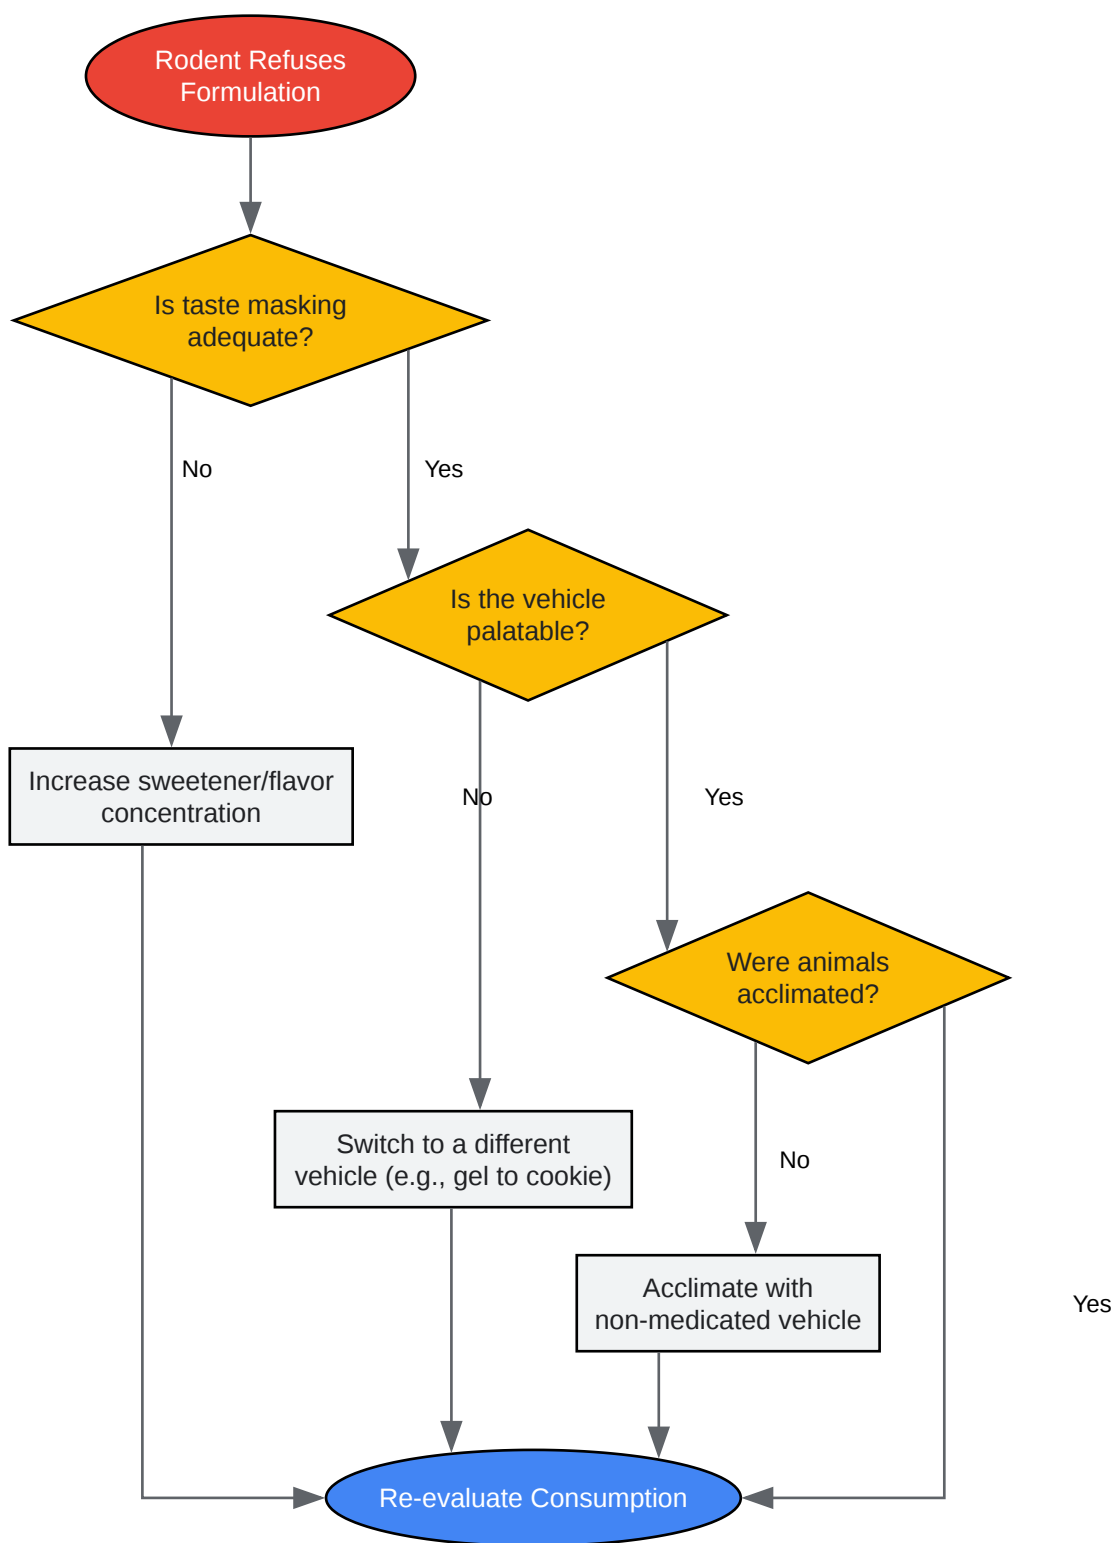 Rodent Refuses
Formulation
Is taste masking
adequate?
No
Yes
Is the vehicle
palatable?
Increase sweetener/flavor
concentration
No
Yes
Were animals
acclimated?
Switch to a different
vehicle (e.g., gel to cookie)
No
Acclimate with
non-medicated vehicle
Yes
Re-evaluate Consumption